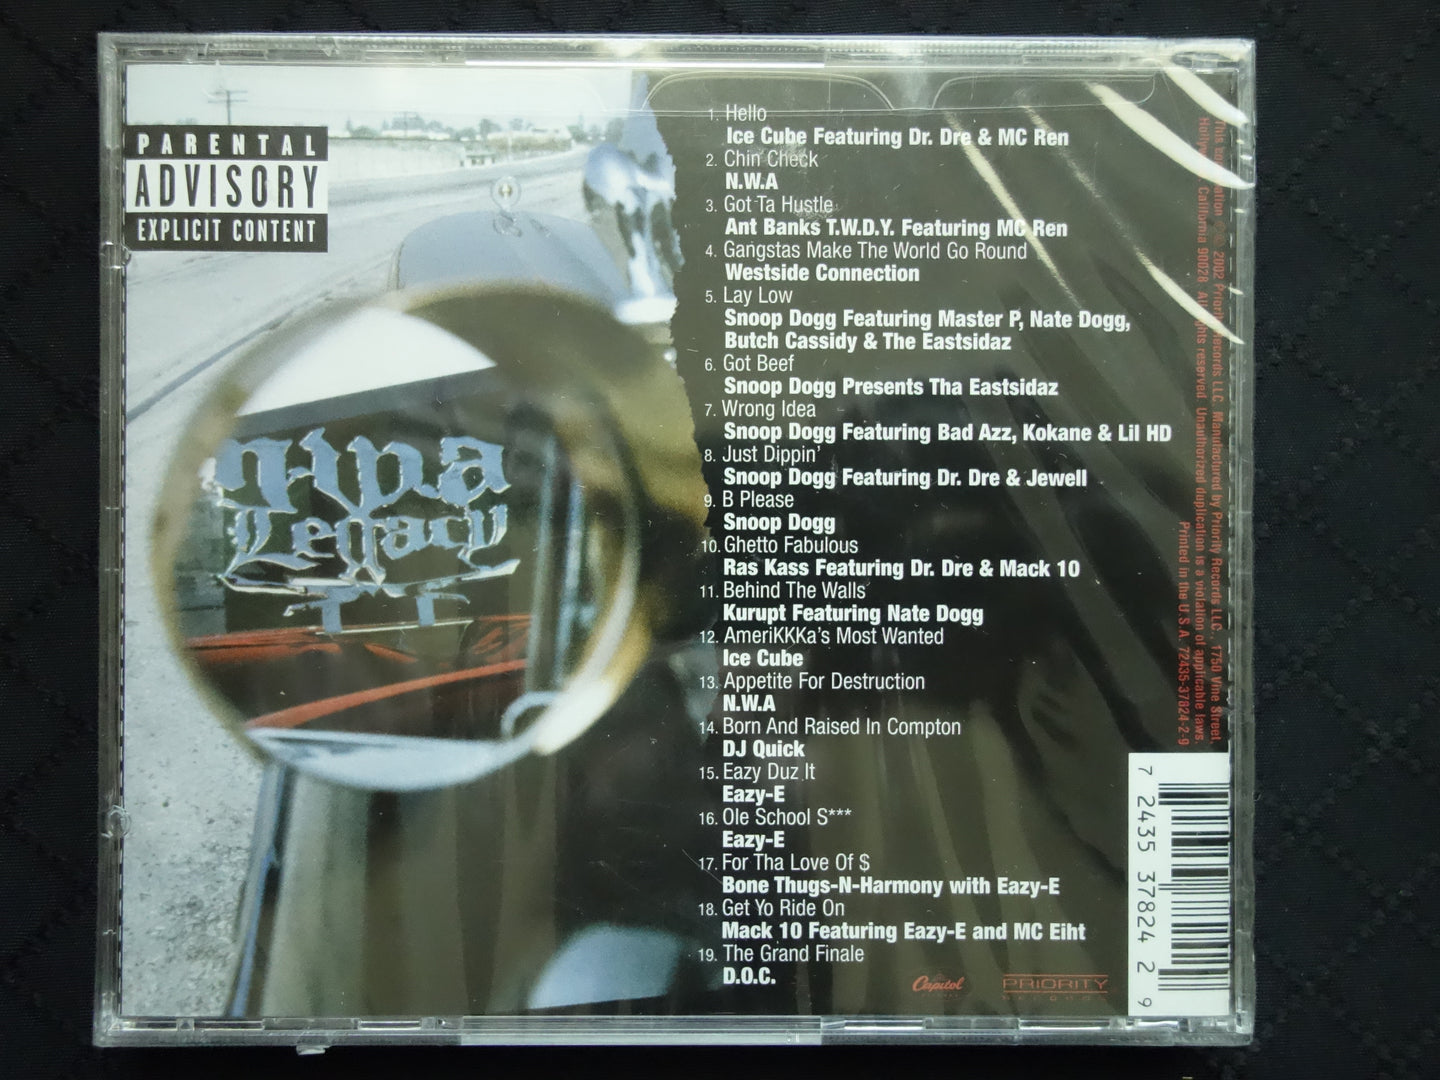 PARENTAL
ADVISORY
EXPLICIT CONTENT
n.w.a
Legacy
1. Hello
Ice Cube Featuring Dr. Dre & MC Ren
2. Chin Check
N.W.A
3. Got Ta Hustle
Ant Banks T.W.D.Y. Featuring MC Ren
4. Gangstas Make The World Go Round
Westside Connection
5. Lay Low
Snoop Dogg Featuring Master P, Nate Dogg,
Butch Cassidy & The Eastsidaz
6. Got Beef
Snoop Dogg Presents Tha Eastsidaz
7. Wrong Idea
Snoop Dogg Featuring Bad Azz, Kokane & Lil HD
8. Just Dippin'
Snoop Dogg Featuring Dr. Dre & Jewell
9. B Please
Snoop Dogg
10. Ghetto Fabulous
Ras Kass Featuring Dr. Dre & Mack 10
11. Behind The Walls
Kurupt Featuring Nate Dogg
12. AmeriKKKa's Most Wanted
Ice Cube
13. Appetite For Destruction
N.W.A
14. Born And Raised In Compton
DJ Quick
15. Eazy Duz It
Eazy-E
16. Ole School S***
Eazy-E
17. For Tha Love Of $
Bone Thugs-N-Harmony with Eazy-E
18. Get Yo Ride On
Mack 10 Featuring Eazy-E and MC Eiht
19. The Grand Finale
D.O.C.
Capitol
PRIORITY
RECORDS
This ℗© 2002 Priority Records LLC. Manufactured by Priority Records LLC., 1750 Vine Street,
California 90028. All rights reserved. Unauthorized duplication is a violation of applicable laws.
Printed in the U.S.A. 72435-37824-2-9
7 2435 37824 2 9